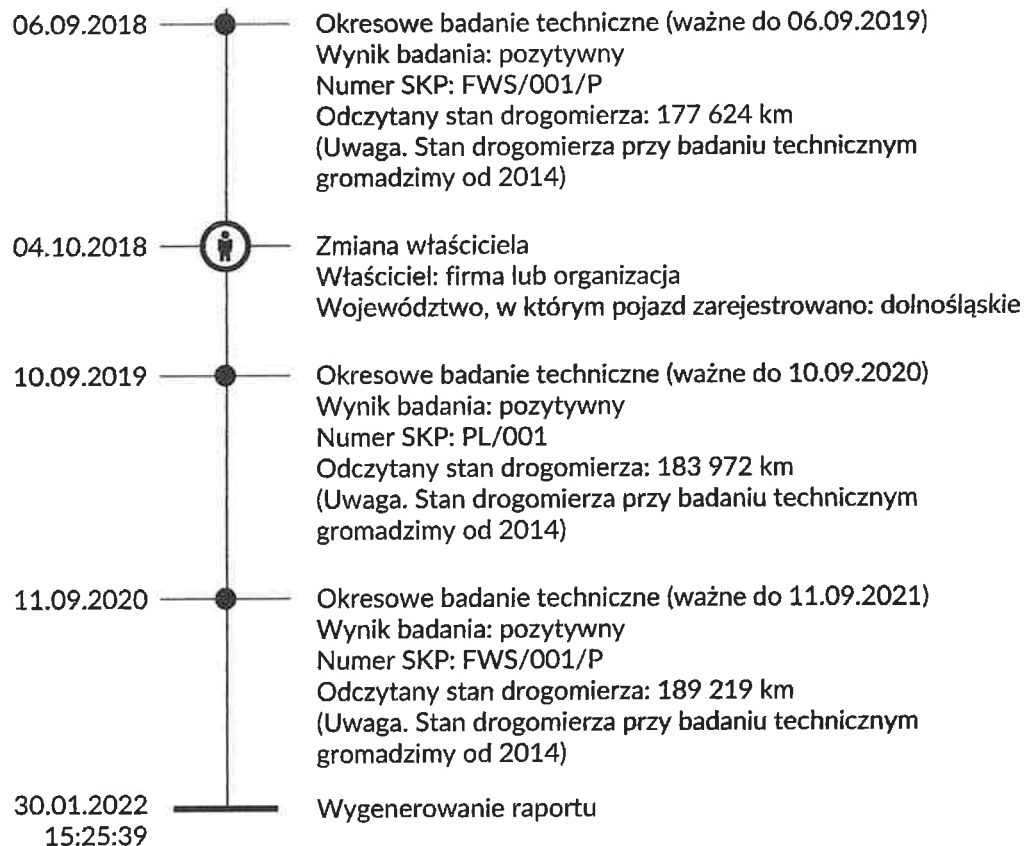 06.09.2018 Okresowe badanie techniczne (ważne do 06.09.2019)
Wynik badania: pozytywny
Numer SKP: FWS/001/P
Odczytany stan drogomierza: 177 624 km
(Uwaga. Stan drogomierza przy badaniu technicznym
gromadzimy od 2014)
04.10.2018 Zmiana właściciela
Właściciel: firma lub organizacja
Województwo, w którym pojazd zarejestrowano: dolnośląskie
10.09.2019 Okresowe badanie techniczne (ważne do 10.09.2020)
Wynik badania: pozytywny
Numer SKP: PL/001
Odczytany stan drogomierza: 183 972 km
(Uwaga. Stan drogomierza przy badaniu technicznym
gromadzimy od 2014)
11.09.2020 Okresowe badanie techniczne (ważne do 11.09.2021)
Wynik badania: pozytywny
Numer SKP: FWS/001/P
Odczytany stan drogomierza: 189 219 km
(Uwaga. Stan drogomierza przy badaniu technicznym
gromadzimy od 2014)
30.01.2022 Wygenerowanie raportu
15:25:39